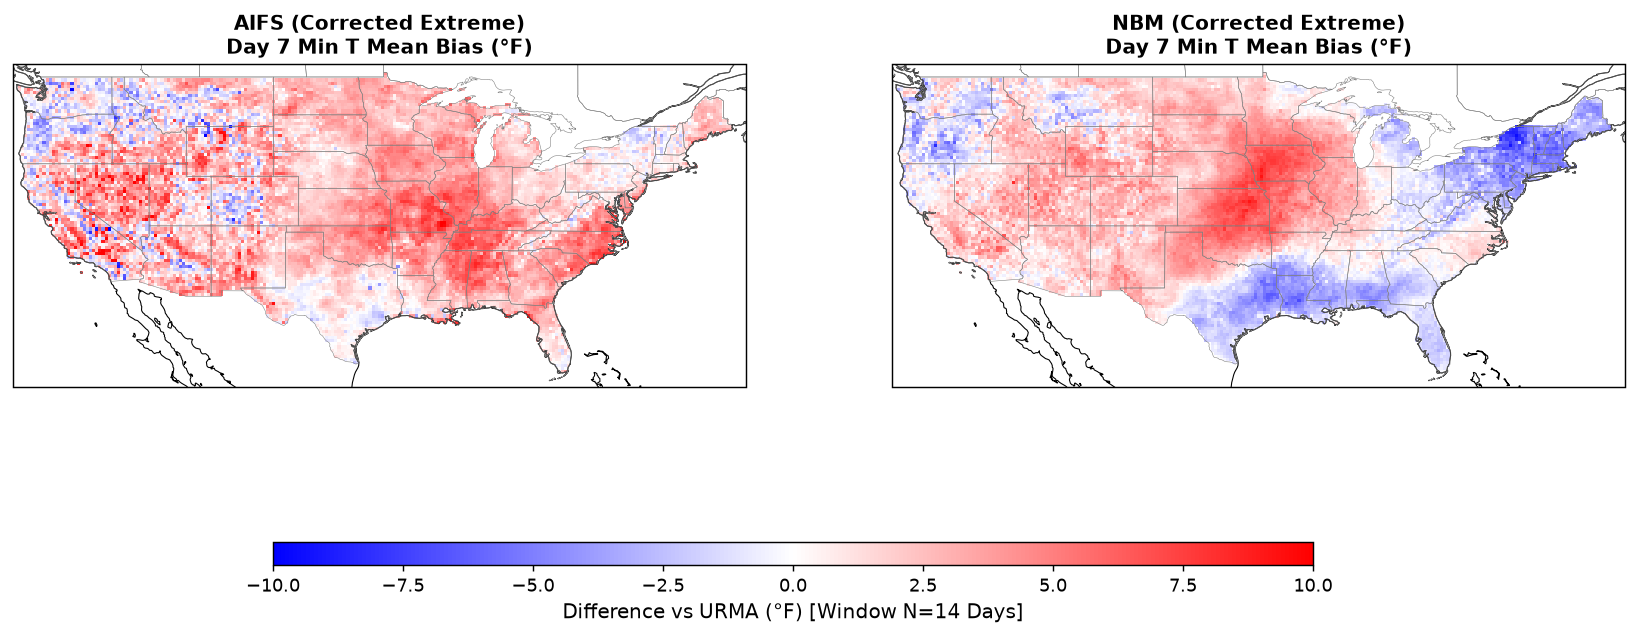 AIFS (Corrected Extreme)
Day 7 Min T Mean Bias (°F)
NBM (Corrected Extreme)
Day 7 Min T Mean Bias (°F)
−10.0 −7.5 −5.0 −2.5 0.0 2.5 5.0 7.5 10.0
Difference vs URMA (°F) [Window N=14 Days]